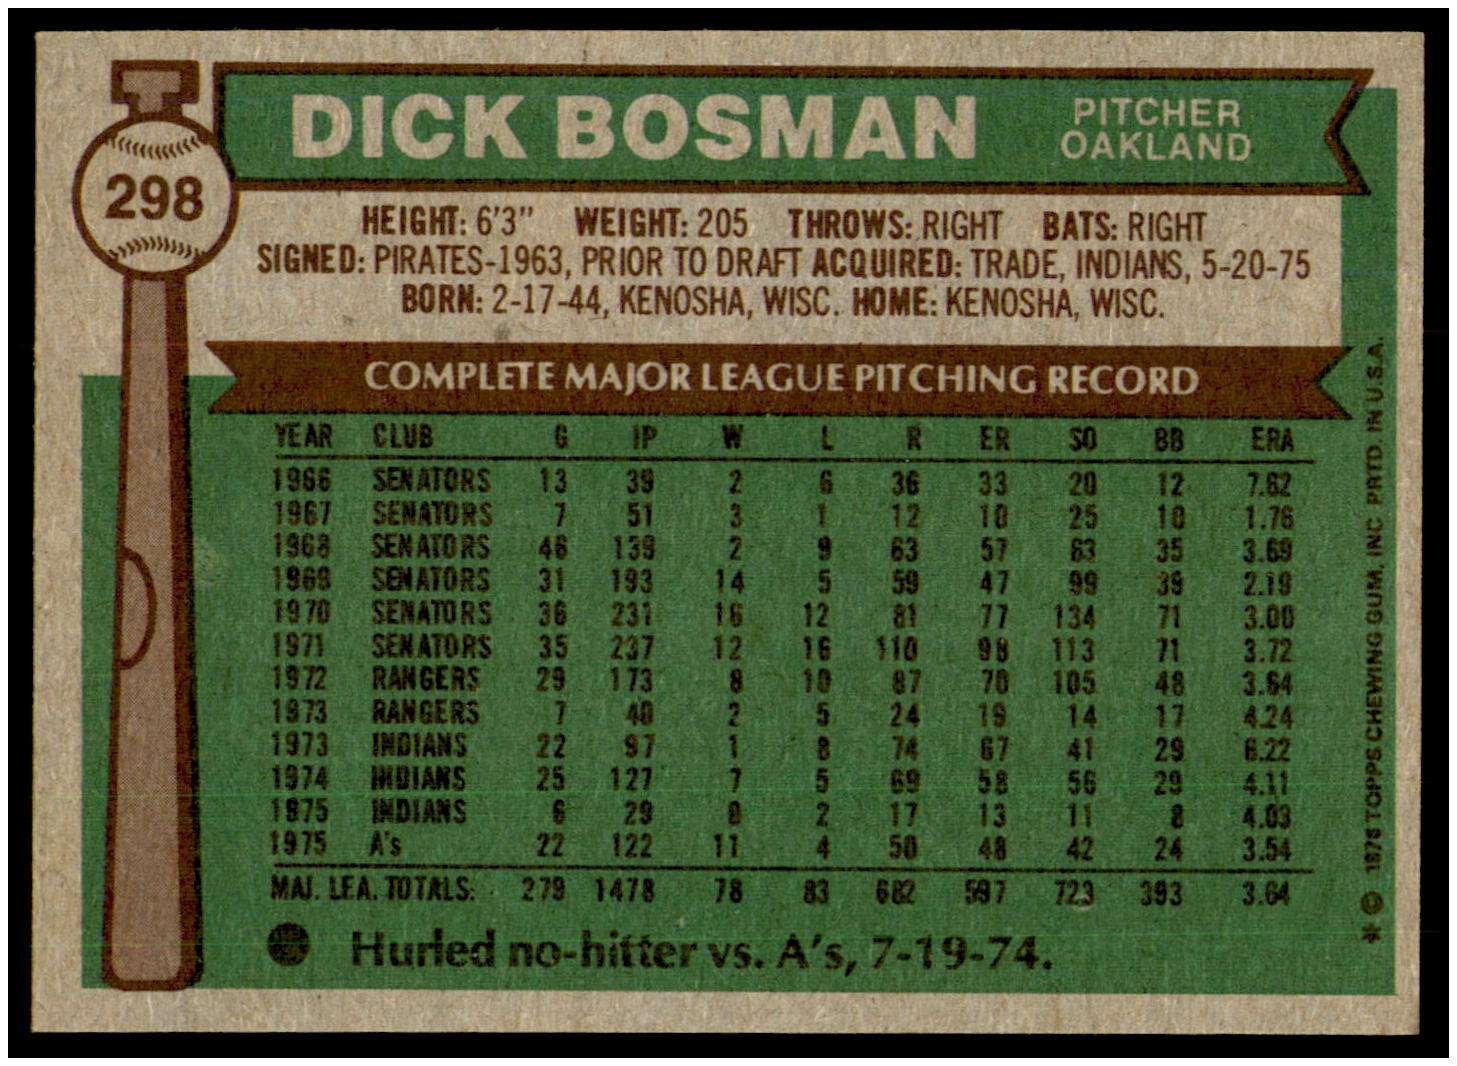 DICK BOSMAN
PITCHER
OAKLAND
298
HEIGHT: 6'3" WEIGHT: 205 THROWS: RIGHT BATS: RIGHT
SIGNED: PIRATES-1963, PRIOR TO DRAFT ACQUIRED: TRADE, INDIANS, 5-20-75
BORN: 2-17-44, KENOSHA, WISC. HOME: KENOSHA, WISC.
COMPLETE MAJOR LEAGUE PITCHING RECORD
YEAR CLUB G IP W L R ER SO BB ERA
1966 SENATORS 13 39 2 6 36 33 20 12 7.62
1967 SENATORS 7 51 3 1 12 10 25 10 1.76
1968 SENATORS 46 139 2 9 63 57 63 35 3.69
1969 SENATORS 31 193 14 5 59 47 99 39 2.19
1970 SENATORS 36 231 16 12 81 77 134 71 3.00
1971 SENATORS 35 237 12 16 110 98 113 71 3.72
1972 RANGERS 29 173 8 10 87 70 105 48 3.64
1973 RANGERS 7 40 2 5 24 19 14 17 4.24
1973 INDIANS 22 97 1 8 74 67 41 29 6.22
1974 INDIANS 25 127 7 5 69 58 56 29 4.11
1975 INDIANS 6 29 0 2 17 13 11 8 4.03
1975 A's 22 122 11 4 50 48 42 24 3.54
MAJ. LEA. TOTALS: 279 1478 78 83 682 597 723 393 3.64
Hurled no-hitter vs. A's, 7-19-74.
* © 1976 TOPPS CHEWING GUM, INC PRTD. IN U.S.A.